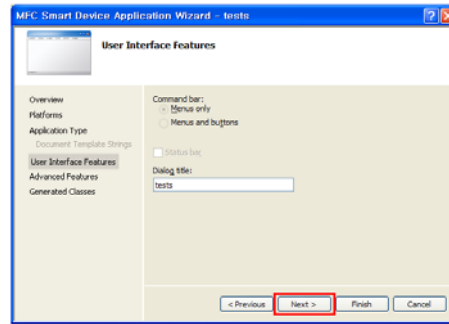 MFC Smart Device Application Wizard - tests
User Interface Features
Overview
Platforms
Application Type
Document Template Strings
User Interface Features
Advanced Features
Generated Classes
Command bar:
Menus only
Menus and buttons
Status bar
Dialog title:
tests
< Previous
Next >
Finish
Cancel